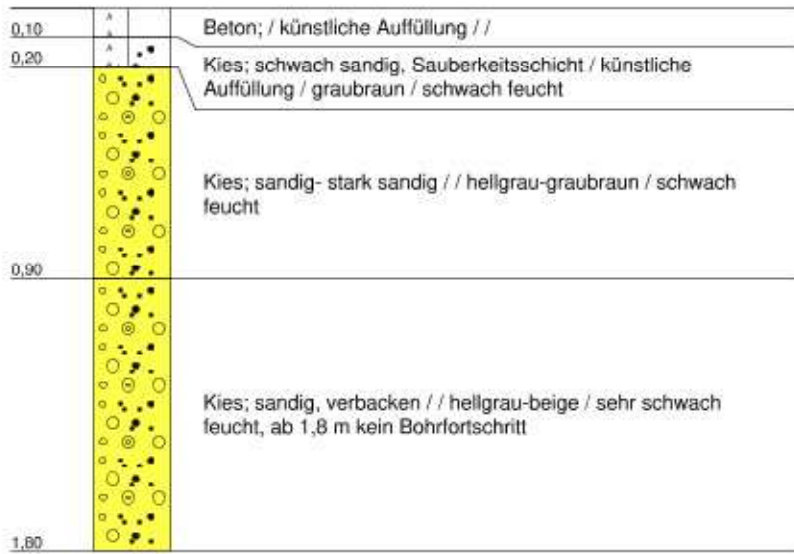 0,10
Beton; / künstliche Auffüllung / /
0,20
Kies; schwach sandig, Sauberkeitsschicht / künstliche
Auffüllung / graubraun / schwach feucht
Kies; sandig- stark sandig / / hellgrau-graubraun / schwach
feucht
0,90
Kies; sandig, verbacken / / hellgrau-beige / sehr schwach
feucht, ab 1,8 m kein Bohrfortschritt
1,80